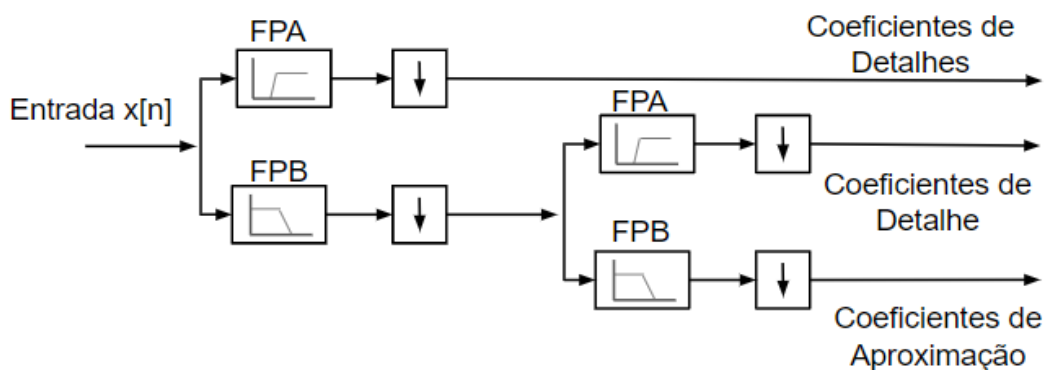 FPA
Coeficientes de
Detalhes
Entrada x[n]
FPA
FPB
Coeficientes de
Detalhe
FPB
Coeficientes de
Aproximação